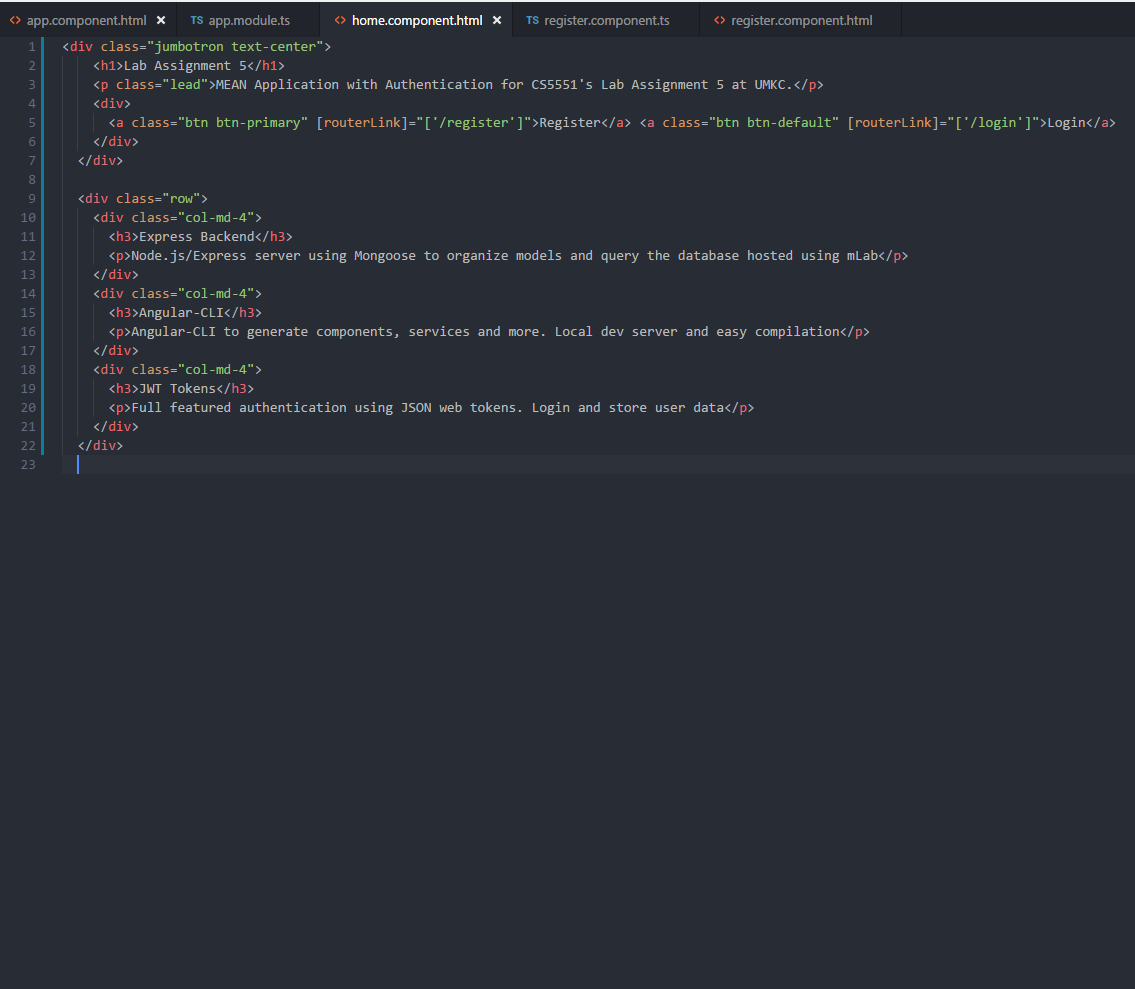 app.component.html × TS app.module.ts home.component.html × TS register.component.ts register.component.html
1 <div class="jumbotron text-center">
2 <h1>Lab Assignment 5</h1>
3 <p class="lead">MEAN Application with Authentication for CS5551's Lab Assignment 5 at UMKC.</p>
4 <div>
5 <a class="btn btn-primary" [routerLink]="['/register']">Register</a> <a class="btn btn-default" [routerLink]="['/login']">Login</a>
6 </div>
7 </div>
8
9 <div class="row">
10 <div class="col-md-4">
11 <h3>Express Backend</h3>
12 <p>Node.js/Express server using Mongoose to organize models and query the database hosted using mLab</p>
13 </div>
14 <div class="col-md-4">
15 <h3>Angular-CLI</h3>
16 <p>Angular-CLI to generate components, services and more. Local dev server and easy compilation</p>
17 </div>
18 <div class="col-md-4">
19 <h3>JWT Tokens</h3>
20 <p>Full featured authentication using JSON web tokens. Login and store user data</p>
21 </div>
22 </div>
23